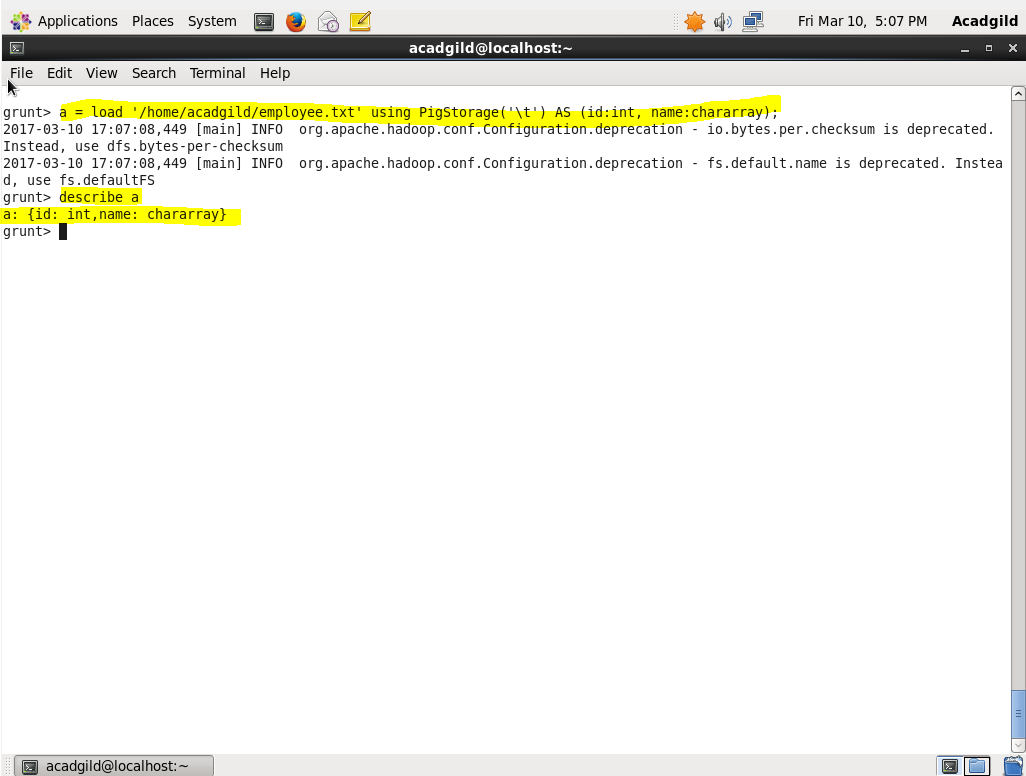 Applications Places System Fri Mar 10, 5:07 PM Acadgild
acadgild@localhost:~
File Edit View Search Terminal Help
grunt> a = load '/home/acadgild/employee.txt' using PigStorage('\t') AS (id:int, name:chararray);
2017-03-10 17:07:08,449 [main] INFO  org.apache.hadoop.conf.Configuration.deprecation - io.bytes.per.checksum is deprecated.
Instead, use dfs.bytes-per-checksum
2017-03-10 17:07:08,449 [main] INFO  org.apache.hadoop.conf.Configuration.deprecation - fs.default.name is deprecated. Instea
d, use fs.defaultFS
grunt> describe a
a: {id: int,name: chararray}
grunt>
acadgild@localhost:~